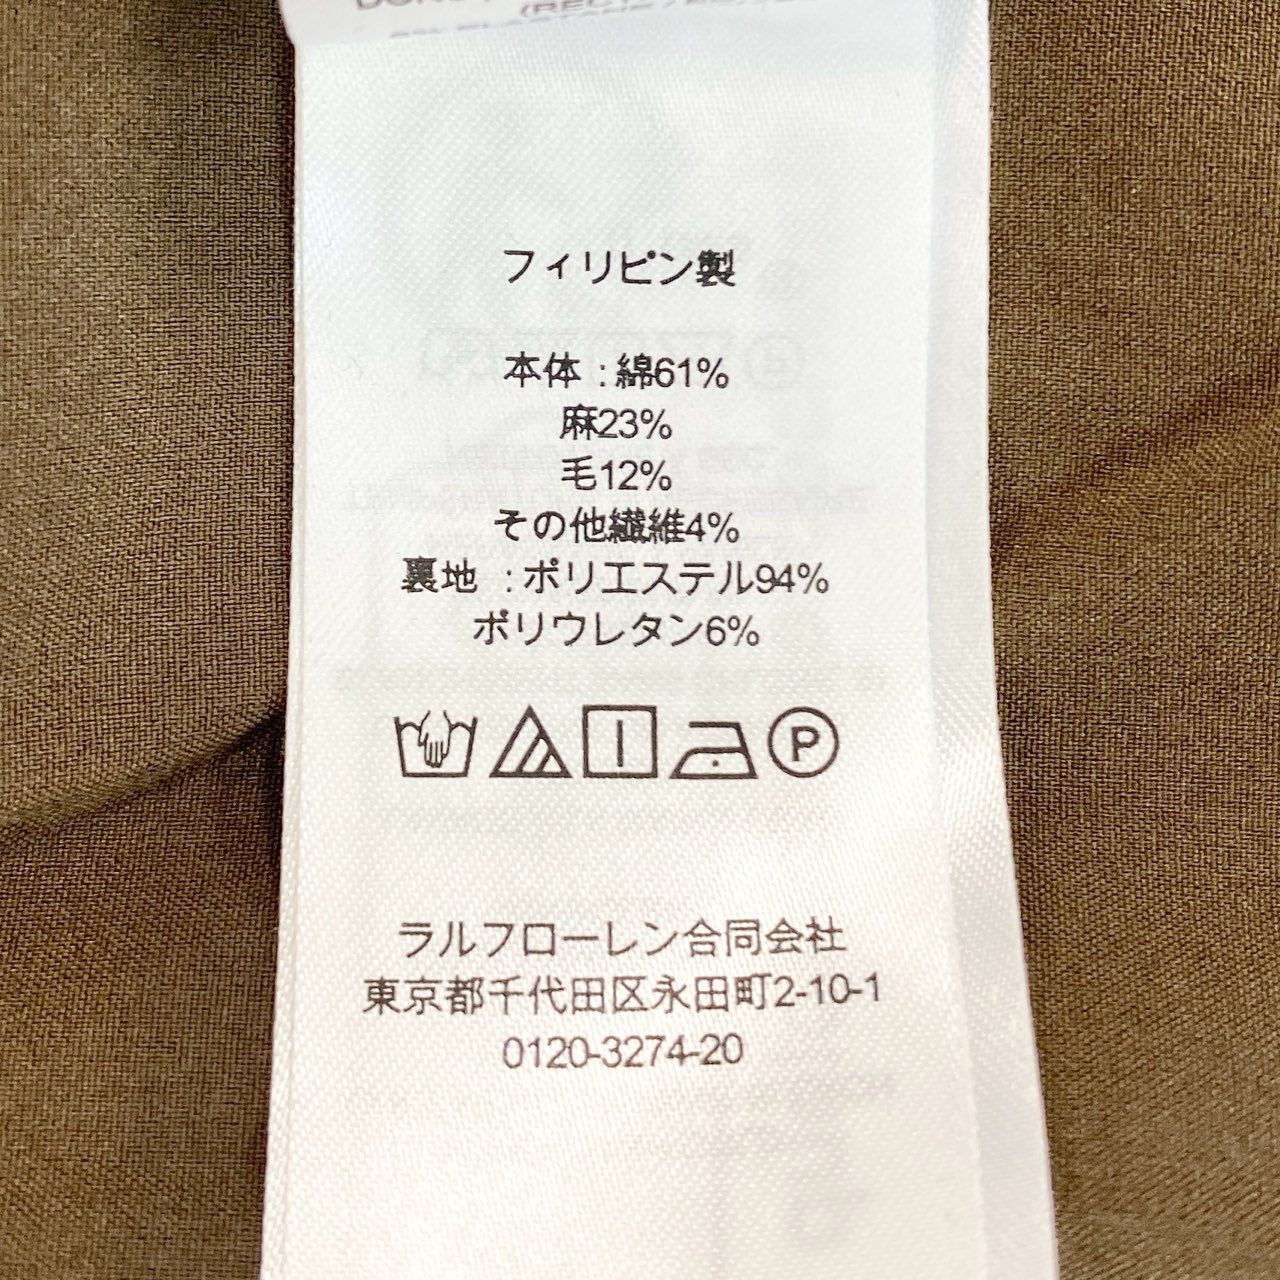 フィリピン製
本体 : 綿61%
麻23%
毛12%
その他繊維4%
裏地 : ポリエステル94%
ポリウレタン6%
P
ラルフローレン合同会社
東京都千代田区永田町2-10-1
0120-3274-20